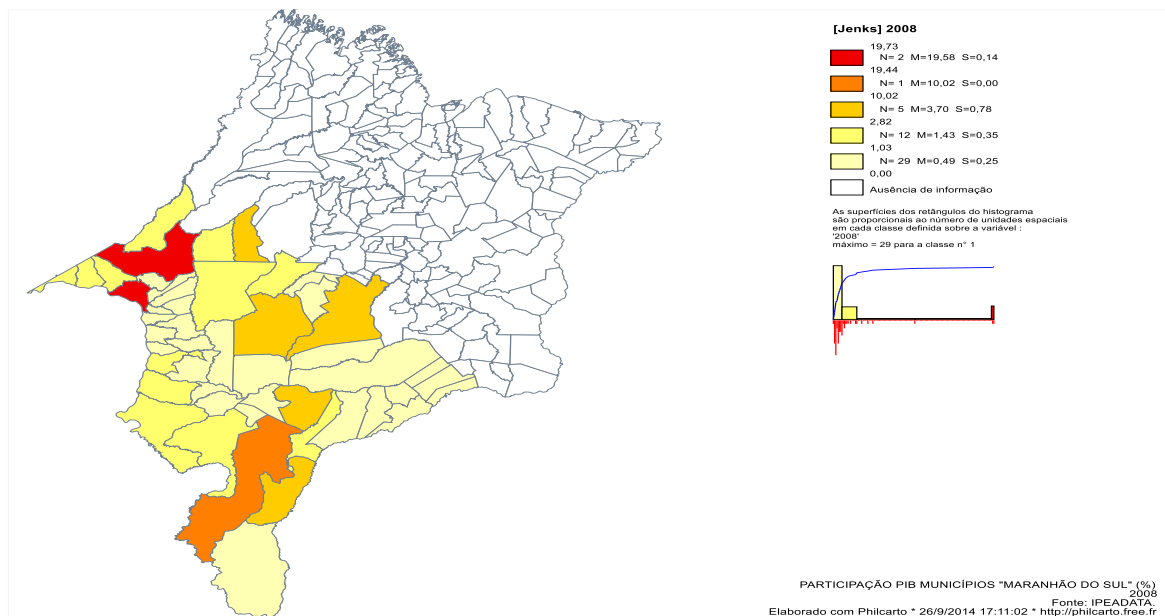 [Jenks] 2008
19,73
N= 2 M=19,58 S=0,14
19,44
N= 1 M=10,02 S=0,00
10,02
N= 5 M=3,70 S=0,78
2,82
N= 12 M=1,43 S=0,35
1,03
N= 29 M=0,49 S=0,25
0,00
Ausência de informação
As superfícies dos retângulos do histograma
são proporcionais ao número de unidades espaciais
em cada classe definida sobre a variável :
'2008'
máximo = 29 para a classe n° 1
PARTICIPAÇÃO PIB MUNICÍPIOS "MARANHÃO DO SUL" (%)
2008
Fonte: IPEADATA.
Elaborado com Philcarto * 26/9/2014 17:11:02 * http://philcarto.free.fr